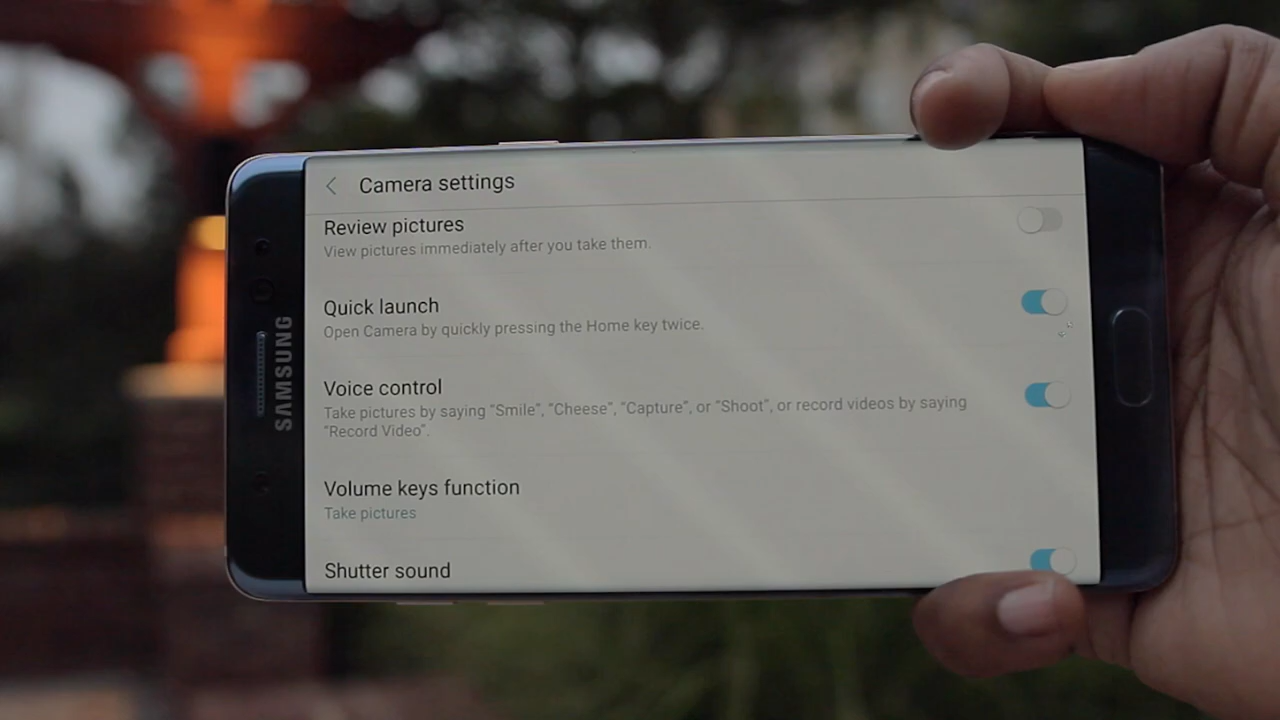 SAMSUNG
Camera settings
Review pictures
View pictures immediately after you take them.
Quick launch
Open Camera by quickly pressing the Home key twice.
Voice control
Take pictures by saying “Smile”, “Cheese”, “Capture”, or “Shoot”, or record videos by saying
“Record Video”.
Volume keys function
Take pictures
Shutter sound